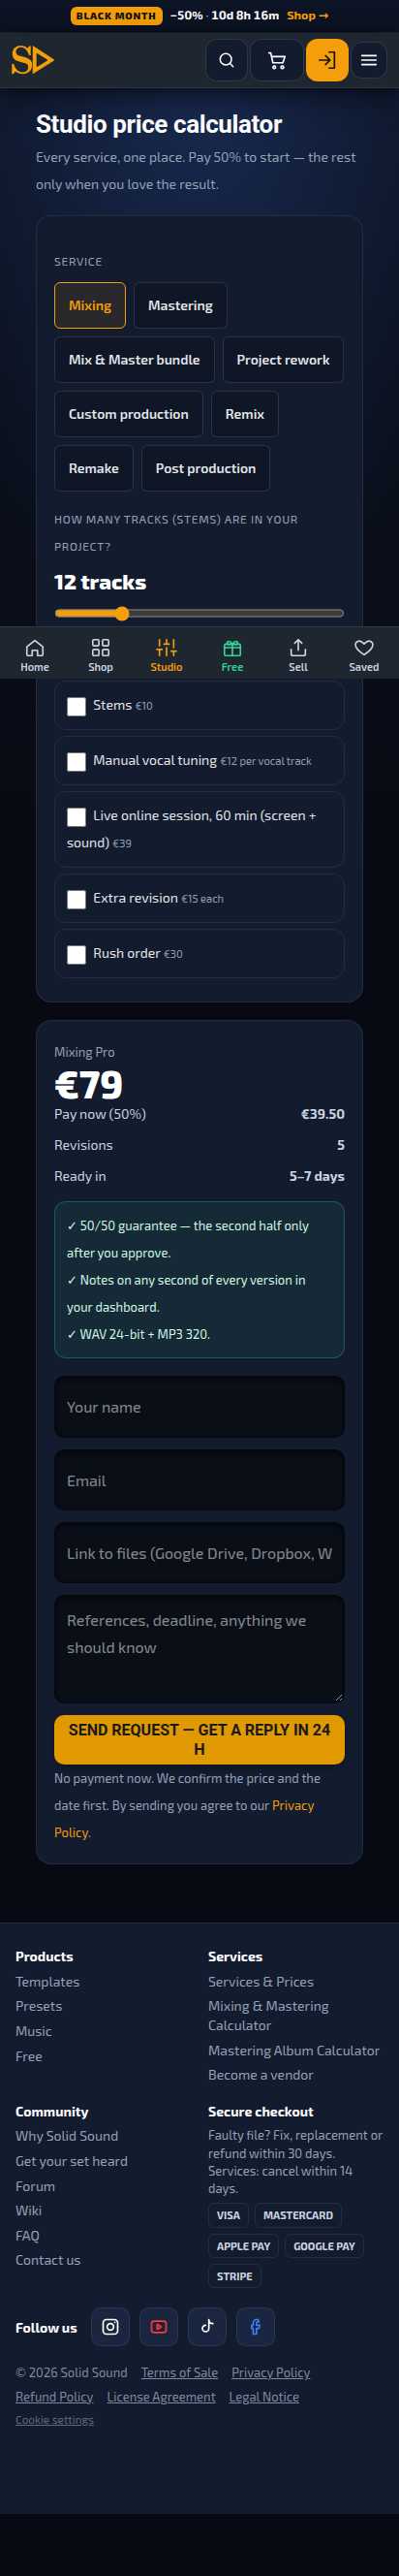 BLACK MONTH −50% · 10d 8h 16m Shop →
Studio price calculator
Every service, one place. Pay 50% to start — the rest
only when you love the result.
SERVICE
Mixing
Mastering
Mix & Master bundle
Project rework
Custom production
Remix
Remake
Post production
HOW MANY TRACKS (STEMS) ARE IN YOUR
PROJECT?
12 tracks
Home
Shop
Studio
Free
Sell
Saved
Stems €10
Manual vocal tuning €12 per vocal track
Live online session, 60 min (screen +
sound) €39
Extra revision €15 each
Rush order €30
Mixing Pro
€79
Pay now (50%) €39.50
Revisions 5
Ready in 5–7 days
✓ 50/50 guarantee — the second half only
after you approve.
✓ Notes on any second of every version in
your dashboard.
✓ WAV 24-bit + MP3 320.
Your name
Email
Link to files (Google Drive, Dropbox, W
References, deadline, anything we
should know
SEND REQUEST — GET A REPLY IN 24
H
No payment now. We confirm the price and the
date first. By sending you agree to our Privacy
Policy.
Products
Templates
Presets
Music
Free
Services
Services & Prices
Mixing & Mastering
Calculator
Mastering Album Calculator
Become a vendor
Community
Why Solid Sound
Get your set heard
Forum
Wiki
FAQ
Contact us
Secure checkout
Faulty file? Fix, replacement or
refund within 30 days.
Services: cancel within 14
days.
VISA
MASTERCARD
APPLE PAY
GOOGLE PAY
STRIPE
Follow us
© 2026 Solid Sound Terms of Sale Privacy Policy
Refund Policy License Agreement Legal Notice
Cookie settings